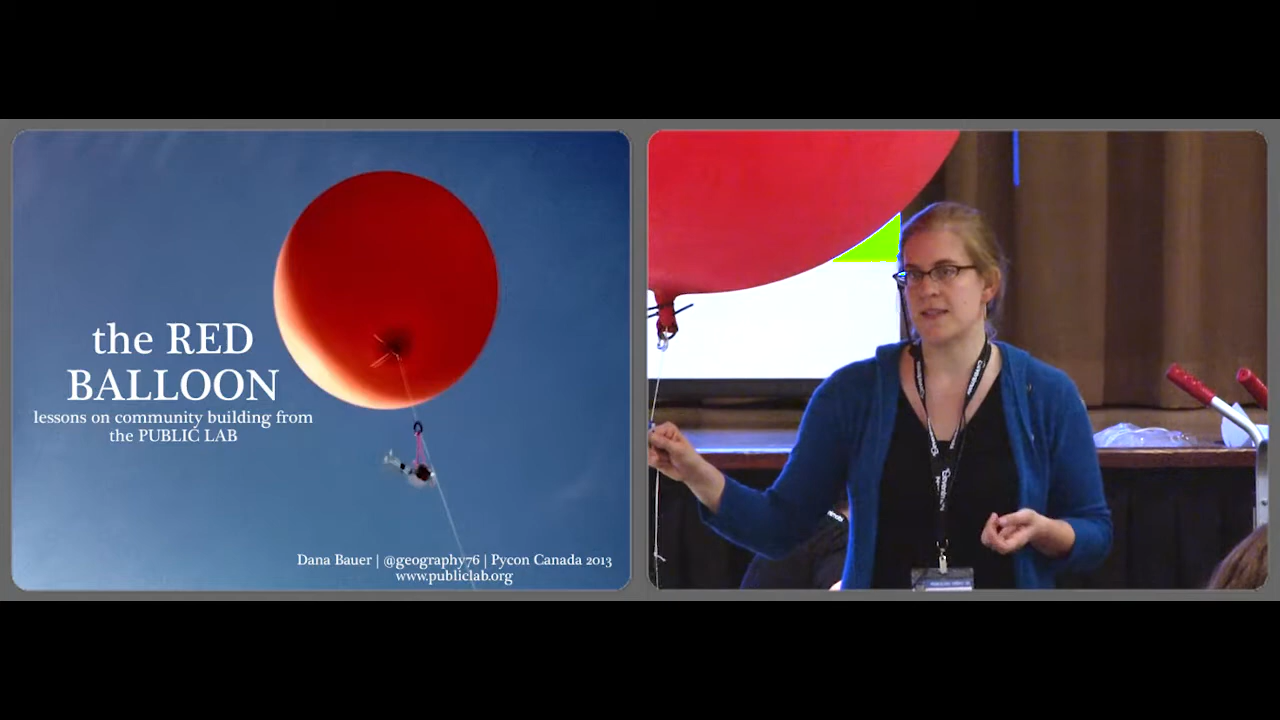 the RED
BALLOON
lessons on community building from
the PUBLIC LAB
Dana Bauer | @geography76 | Pycon Canada 2013
www.publiclab.org